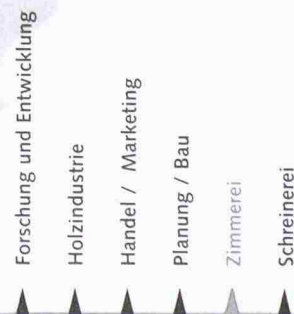 Forschung und Entwicklung
Holzindustrie
Handel / Marketing
Planung / Bau
Zimmerei
Schreinerei